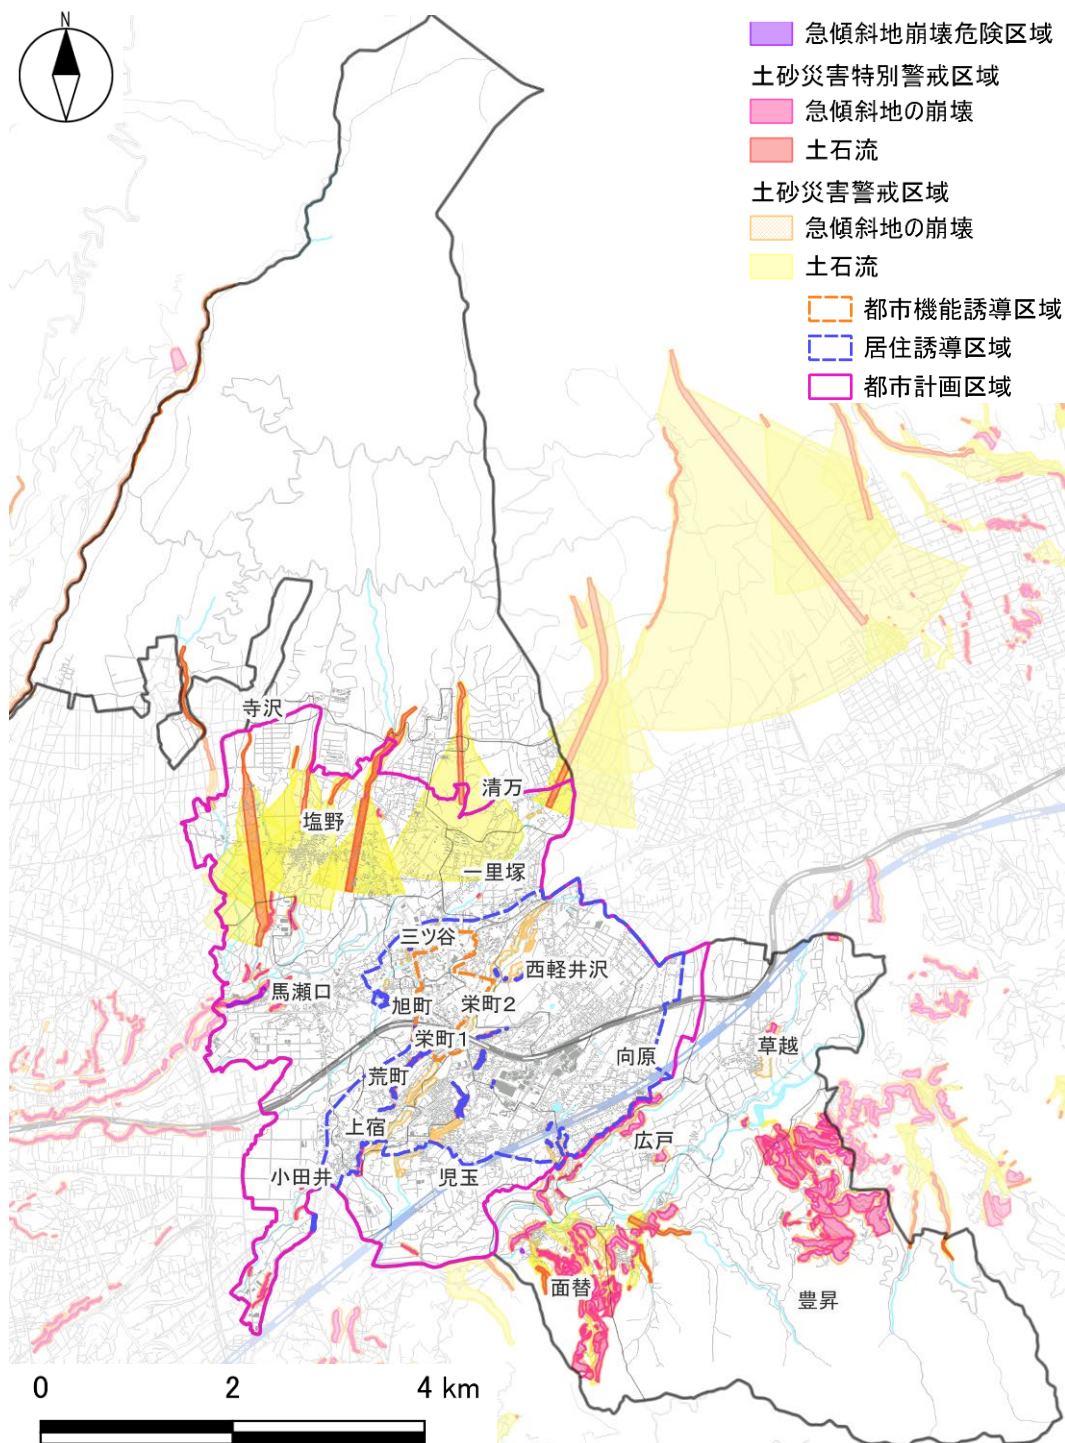 N
急傾斜地崩壊危険区域
土砂災害特別警戒区域
急傾斜地の崩壊
土石流
土砂災害警戒区域
急傾斜地の崩壊
土石流
都市機能誘導区域
居住誘導区域
都市計画区域
寺沢
清万
塩野
一里塚
三ツ谷
西軽井沢
馬瀬口
旭町
栄町2
栄町1
向原
草越
荒町
上宿
広戸
小田井
児玉
面替
豊昇
0 2 4 km